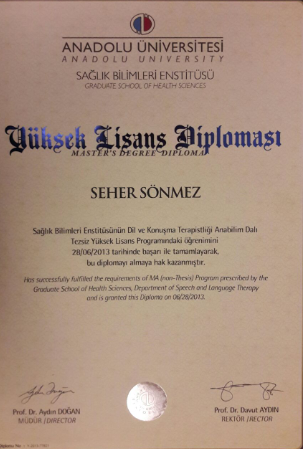 ANADOLU ÜNİVERSİTESİ
ANADOLU UNIVERSITY
SAĞLIK BİLİMLERİ ENSTİTÜSÜ
GRADUATE SCHOOL OF HEALTH SCIENCES
Yüksek Lisans Diploması
MASTER'S DEGREE DIPLOMA
SEHER SÖNMEZ
Sağlık Bilimleri Enstitüsünün Dil ve Konuşma Terapistliği Anabilim Dalı
Tezsiz Yüksek Lisans Programındaki öğrenimini
28/06/2013 tarihinde başarı ile tamamlayarak,
bu diplomayı almaya hak kazanmıştır.
Has successfully fulfilled the requirements of MA (non-Thesis) Program prescribed by the
Graduate School of Health Sciences, Department of Speech and Language Therapy
and is granted this Diploma on 06/28/2013.
Prof. Dr. Aydın DOĞAN
MÜDÜR / DIRECTOR
Prof. Dr. Davut AYDIN
REKTÖR / RECTOR